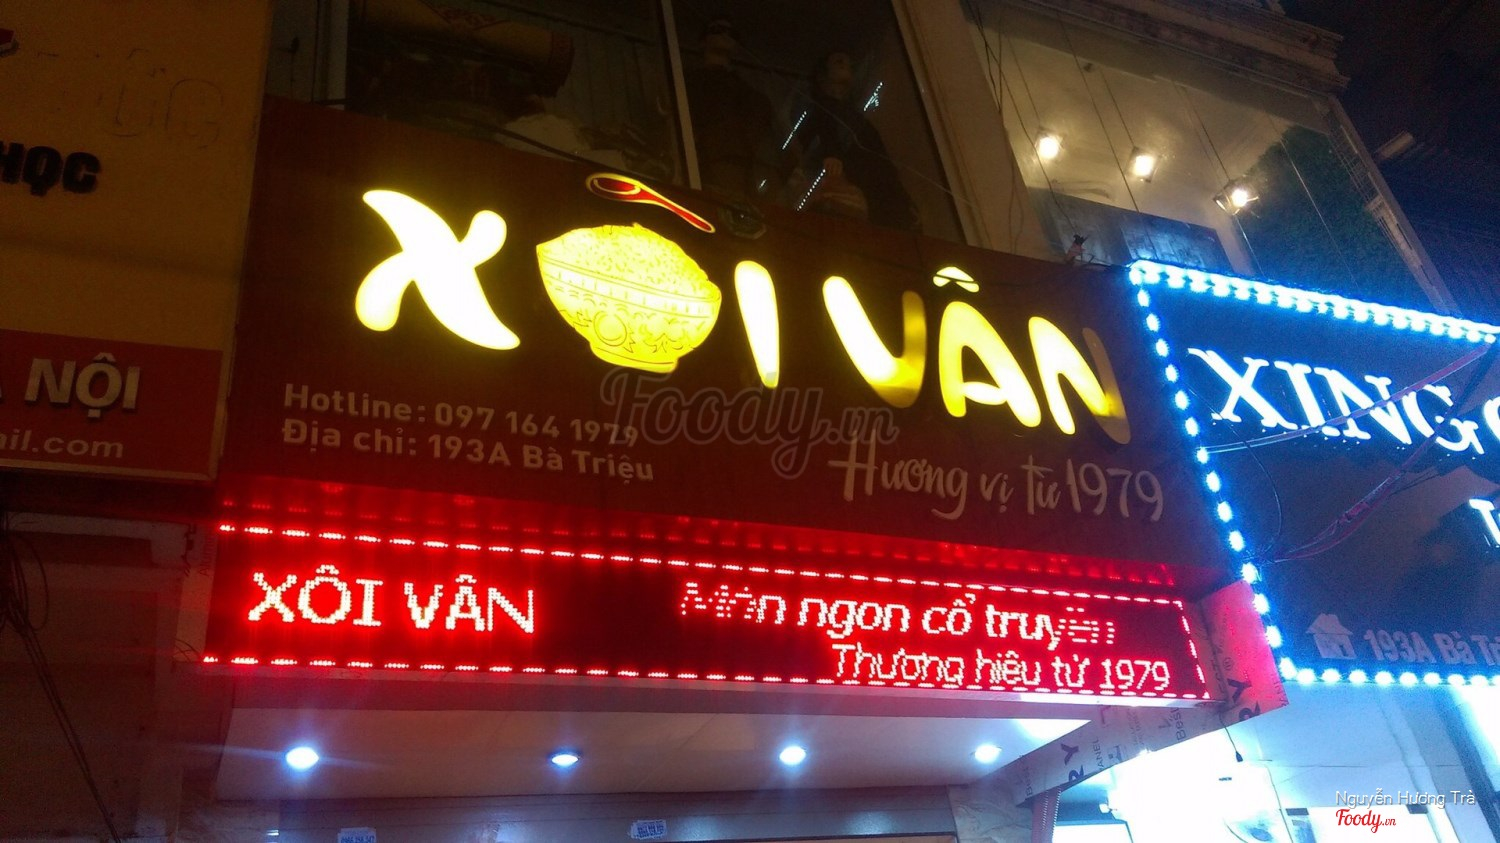 HỌC
NỘI
il.com
XÔI VÂN
Hotline: 097 164 1979
Địa chỉ: 193A Bà Triệu
Hương vị từ 1979
Foody.vn
XÔI VÂN
Món ngon cổ truyền
Thương hiệu từ 1979
XING
193A Bà Tri
Nguyễn Hương Trà
Foody.vn